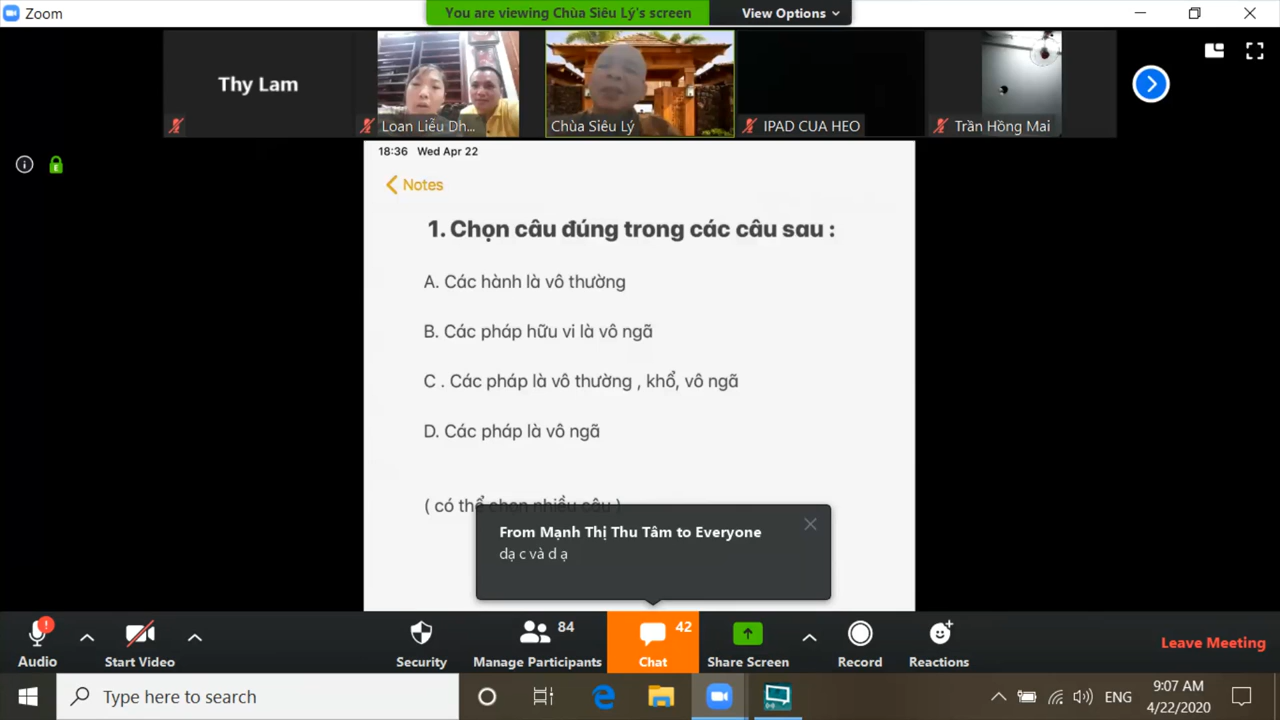 Zoom
You are viewing Chùa Siêu Lý's screen
View Options
Thy Lam
Loan Liễu Dh...
Chùa Siêu Lý
IPAD CUA HEO
Trần Hồng Mai
18:36 Wed Apr 22
Notes
1. Chọn câu đúng trong các câu sau :
A. Các hành là vô thường
B. Các pháp hữu vi là vô ngã
C . Các pháp là vô thường , khổ, vô ngã
D. Các pháp là vô ngã
( có thể chọn nhiều câu )
From Mạnh Thị Thu Tâm to Everyone
dạ c và d ạ
84
42
Audio
Start Video
Security
Manage Participants
Chat
Share Screen
Record
Reactions
Leave Meeting
Type here to search
ENG
9:07 AM
4/22/2020